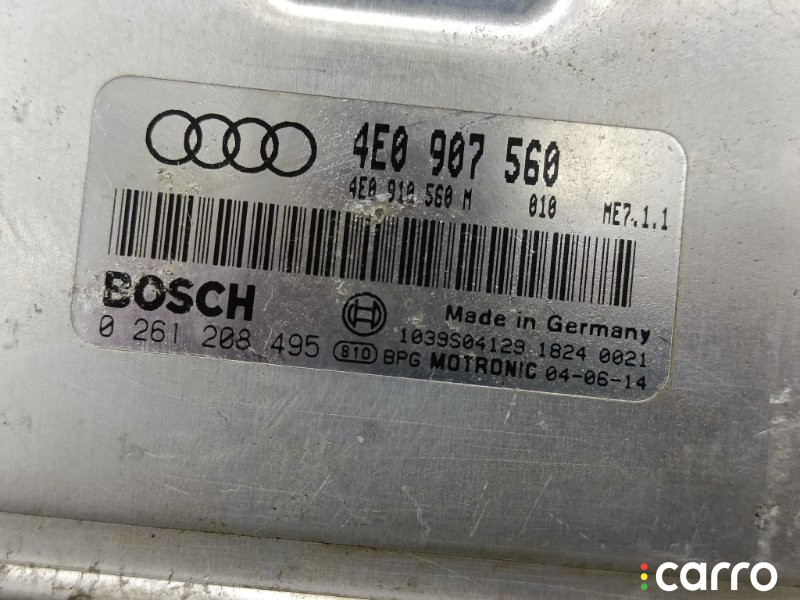 4E0 907 560
4E0 910 560 M 010 ME7.1.1
BOSCH
Made in Germany
0 261 208 495
1039S04129 1824 0021
810 BPG MOTRONIC 04-06-14
carro